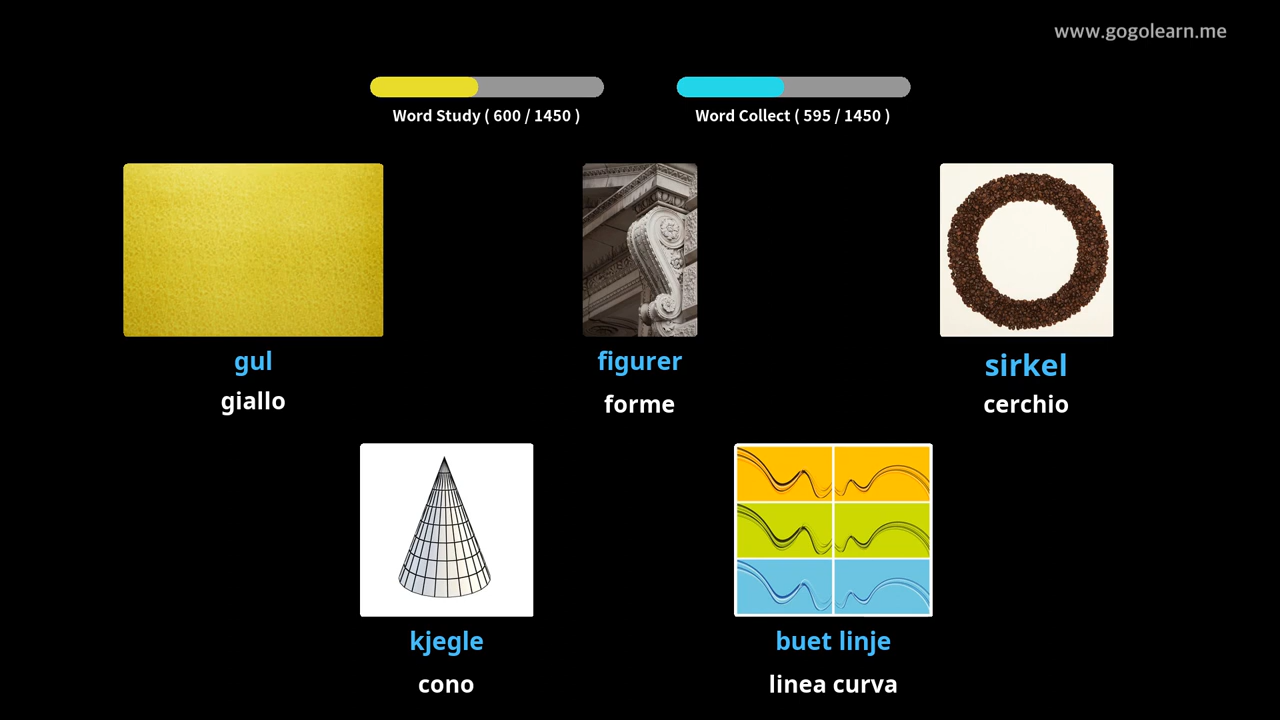 www.gogolearn.me
Word Study ( 600 / 1450 )
Word Collect ( 595 / 1450 )
gul
giallo
figurer
forme
sirkel
cerchio
kjegle
cono
buet linje
linea curva